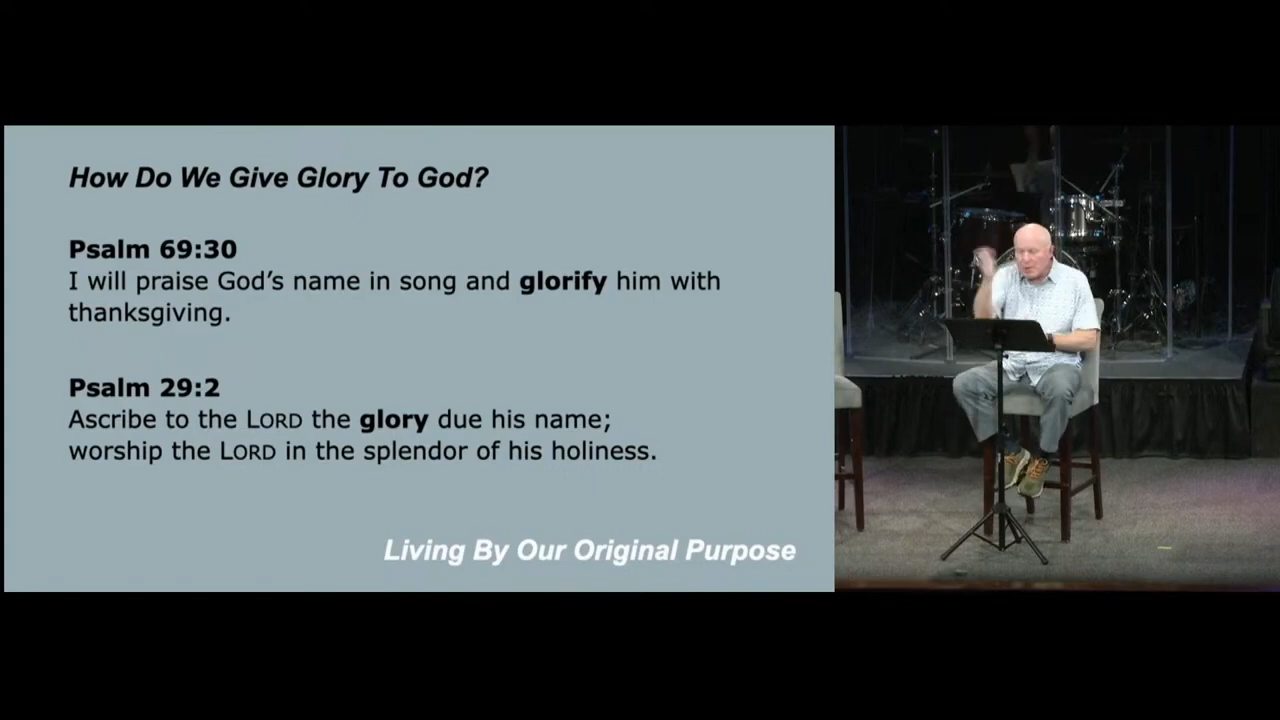 How Do We Give Glory To God?
Psalm 69:30
I will praise God’s name in song and glorify him with
thanksgiving.
Psalm 29:2
Ascribe to the LORD the glory due his name;
worship the LORD in the splendor of his holiness.
Living By Our Original Purpose